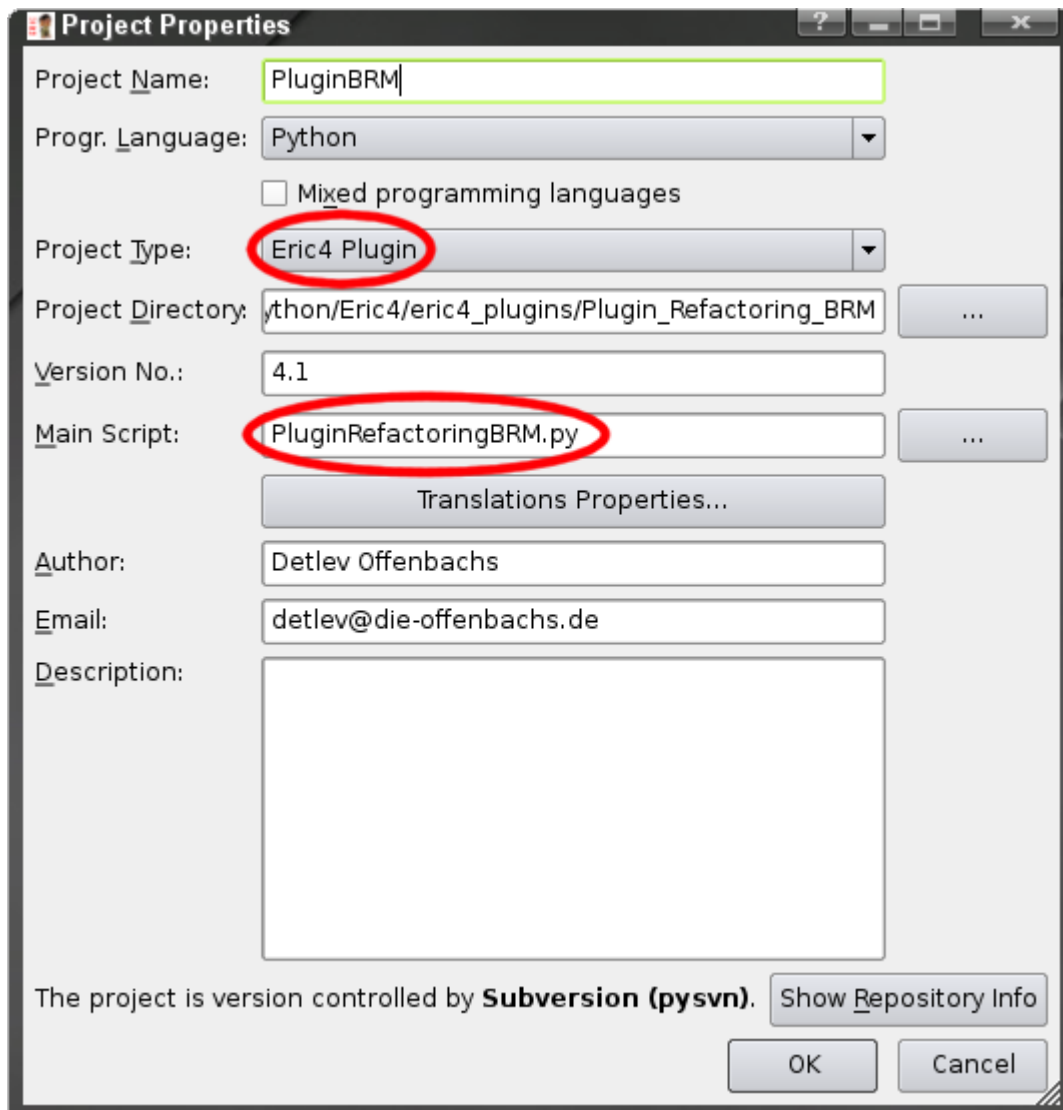 Project Properties
Project Name: PluginBRM
Progr. Language: Python
Mixed programming languages
Project Type: Eric4 Plugin
Project Directory: ython/Eric4/eric4_plugins/Plugin_Refactoring_BRM ...
Version No.: 4.1
Main Script: PluginRefactoringBRM.py ...
Translations Properties...
Author: Detlev Offenbachs
Email: detlev@die-offenbachs.de
Description:
The project is version controlled by Subversion (pysvn). Show Repository Info
OK Cancel